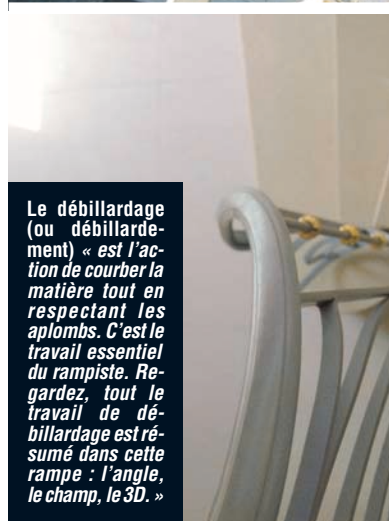 Le débillardage
(ou débillarde-
ment) « est l'ac-
tion de courber la
matière tout en
respectant les
aplombs. C'est le
travail essentiel
du rampiste. Re-
gardez, tout le
travail de dé-
billardage est ré-
sumé dans cette
rampe : l'angle,
le champ, le 3D. »